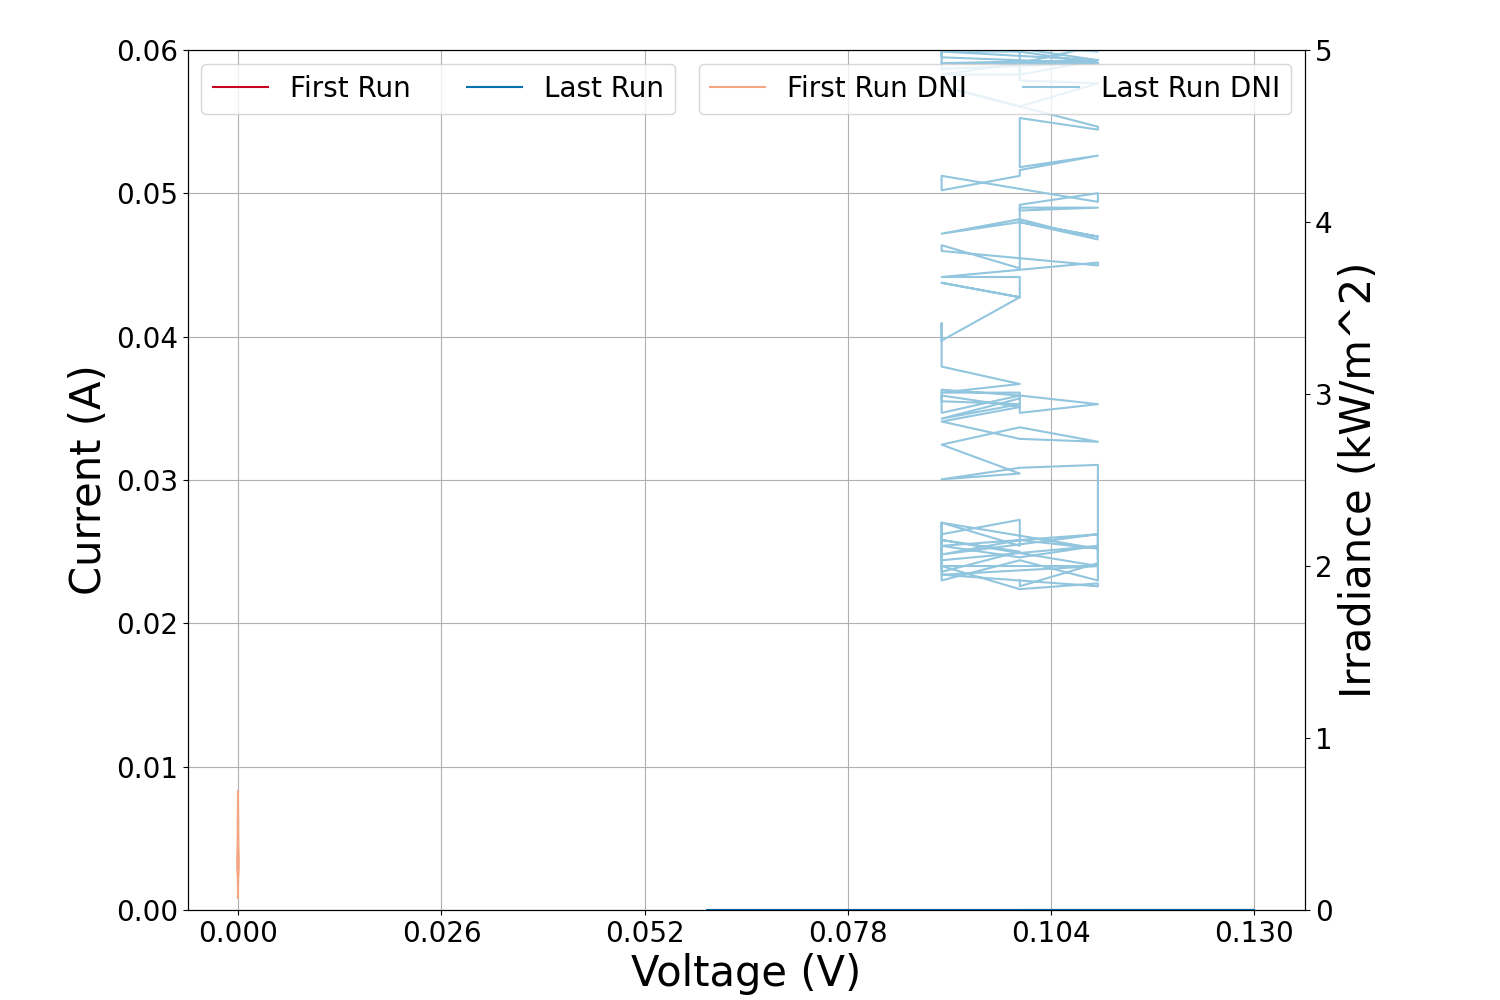 First Run
Last Run
First Run DNI
Last Run DNI
0.06
0.05
0.04
0.03
0.02
0.01
0.00
Current (A)
5
4
3
2
1
0
Irradiance (kW/m^2)
0.000 0.026 0.052 0.078 0.104 0.130
Voltage (V)